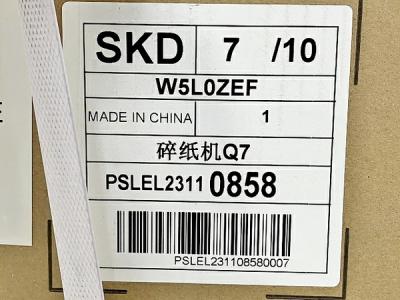 SKD 7 /10
W5L0ZEF
MADE IN CHINA 1
碎纸机Q7
PSLEL2311 0858
PSLEL231108580007